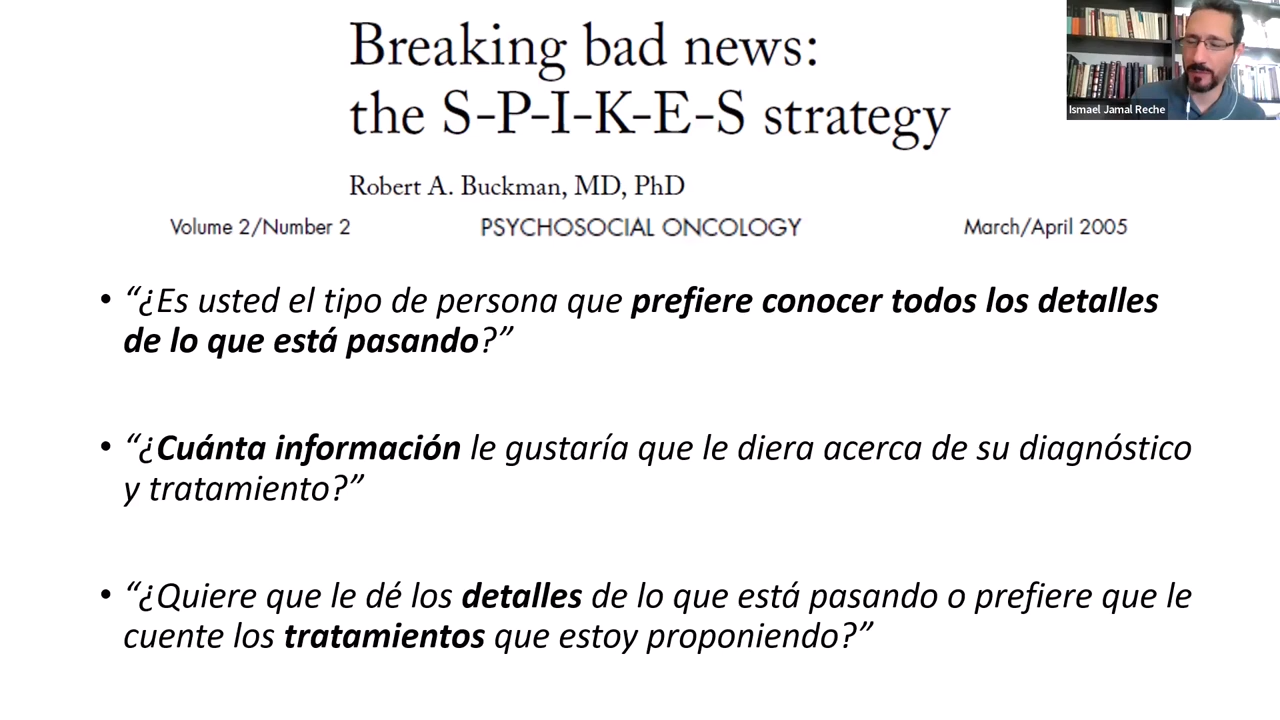 Breaking bad news:
the S-P-I-K-E-S strategy
Ismael Jamal Reche
Robert A. Buckman, MD, PhD
Volume 2/Number 2 PSYCHOSOCIAL ONCOLOGY March/April 2005
• “¿Es usted el tipo de persona que prefiere conocer todos los detalles
de lo que está pasando?”
• “¿Cuánta información le gustaría que le diera acerca de su diagnóstico
y tratamiento?”
• “¿Quiere que le dé los detalles de lo que está pasando o prefiere que le
cuente los tratamientos que estoy proponiendo?”